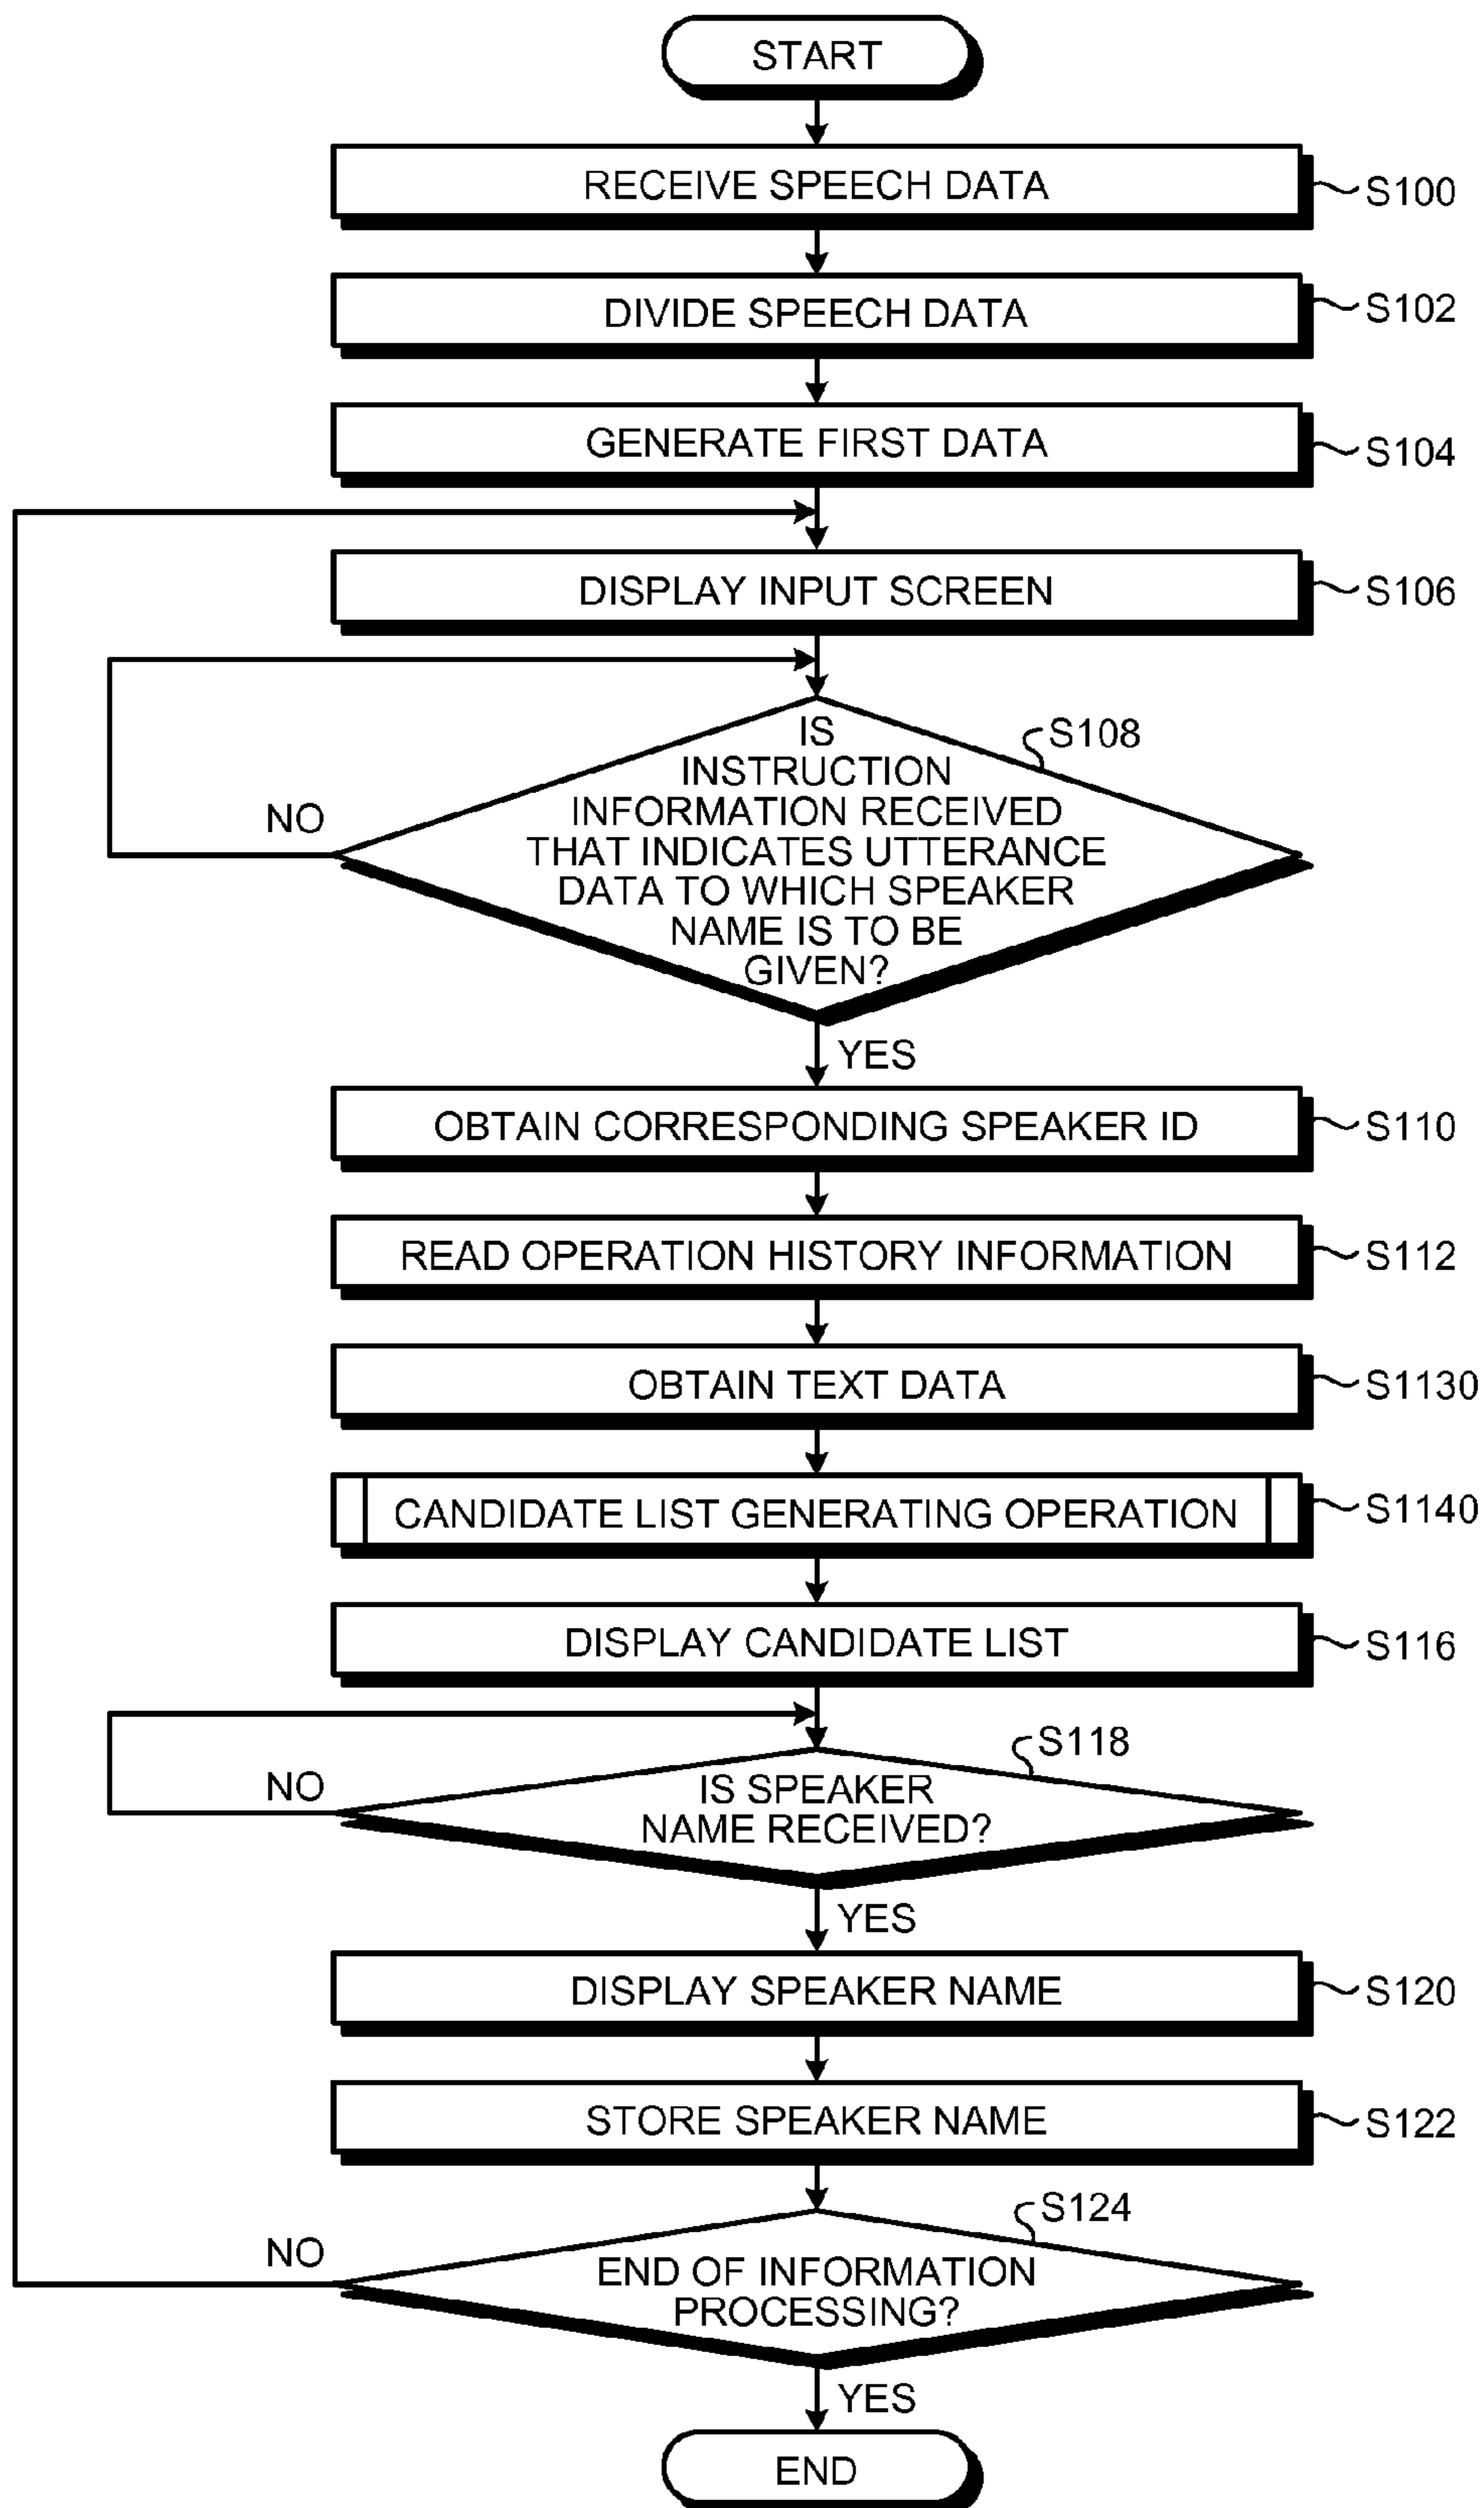 START
RECEIVE SPEECH DATA
S100
DIVIDE SPEECH DATA
S102
GENERATE FIRST DATA
S104
DISPLAY INPUT SCREEN
S106
S108
IS
INSTRUCTION
INFORMATION RECEIVED
THAT INDICATES UTTERANCE
DATA TO WHICH SPEAKER
NAME IS TO BE
GIVEN?
NO
YES
OBTAIN CORRESPONDING SPEAKER ID
S110
READ OPERATION HISTORY INFORMATION
S112
OBTAIN TEXT DATA
S1130
CANDIDATE LIST GENERATING OPERATION
S1140
DISPLAY CANDIDATE LIST
S116
S118
IS SPEAKER
NAME RECEIVED?
NO
YES
DISPLAY SPEAKER NAME
S120
STORE SPEAKER NAME
S122
S124
END OF INFORMATION
PROCESSING?
NO
YES
END